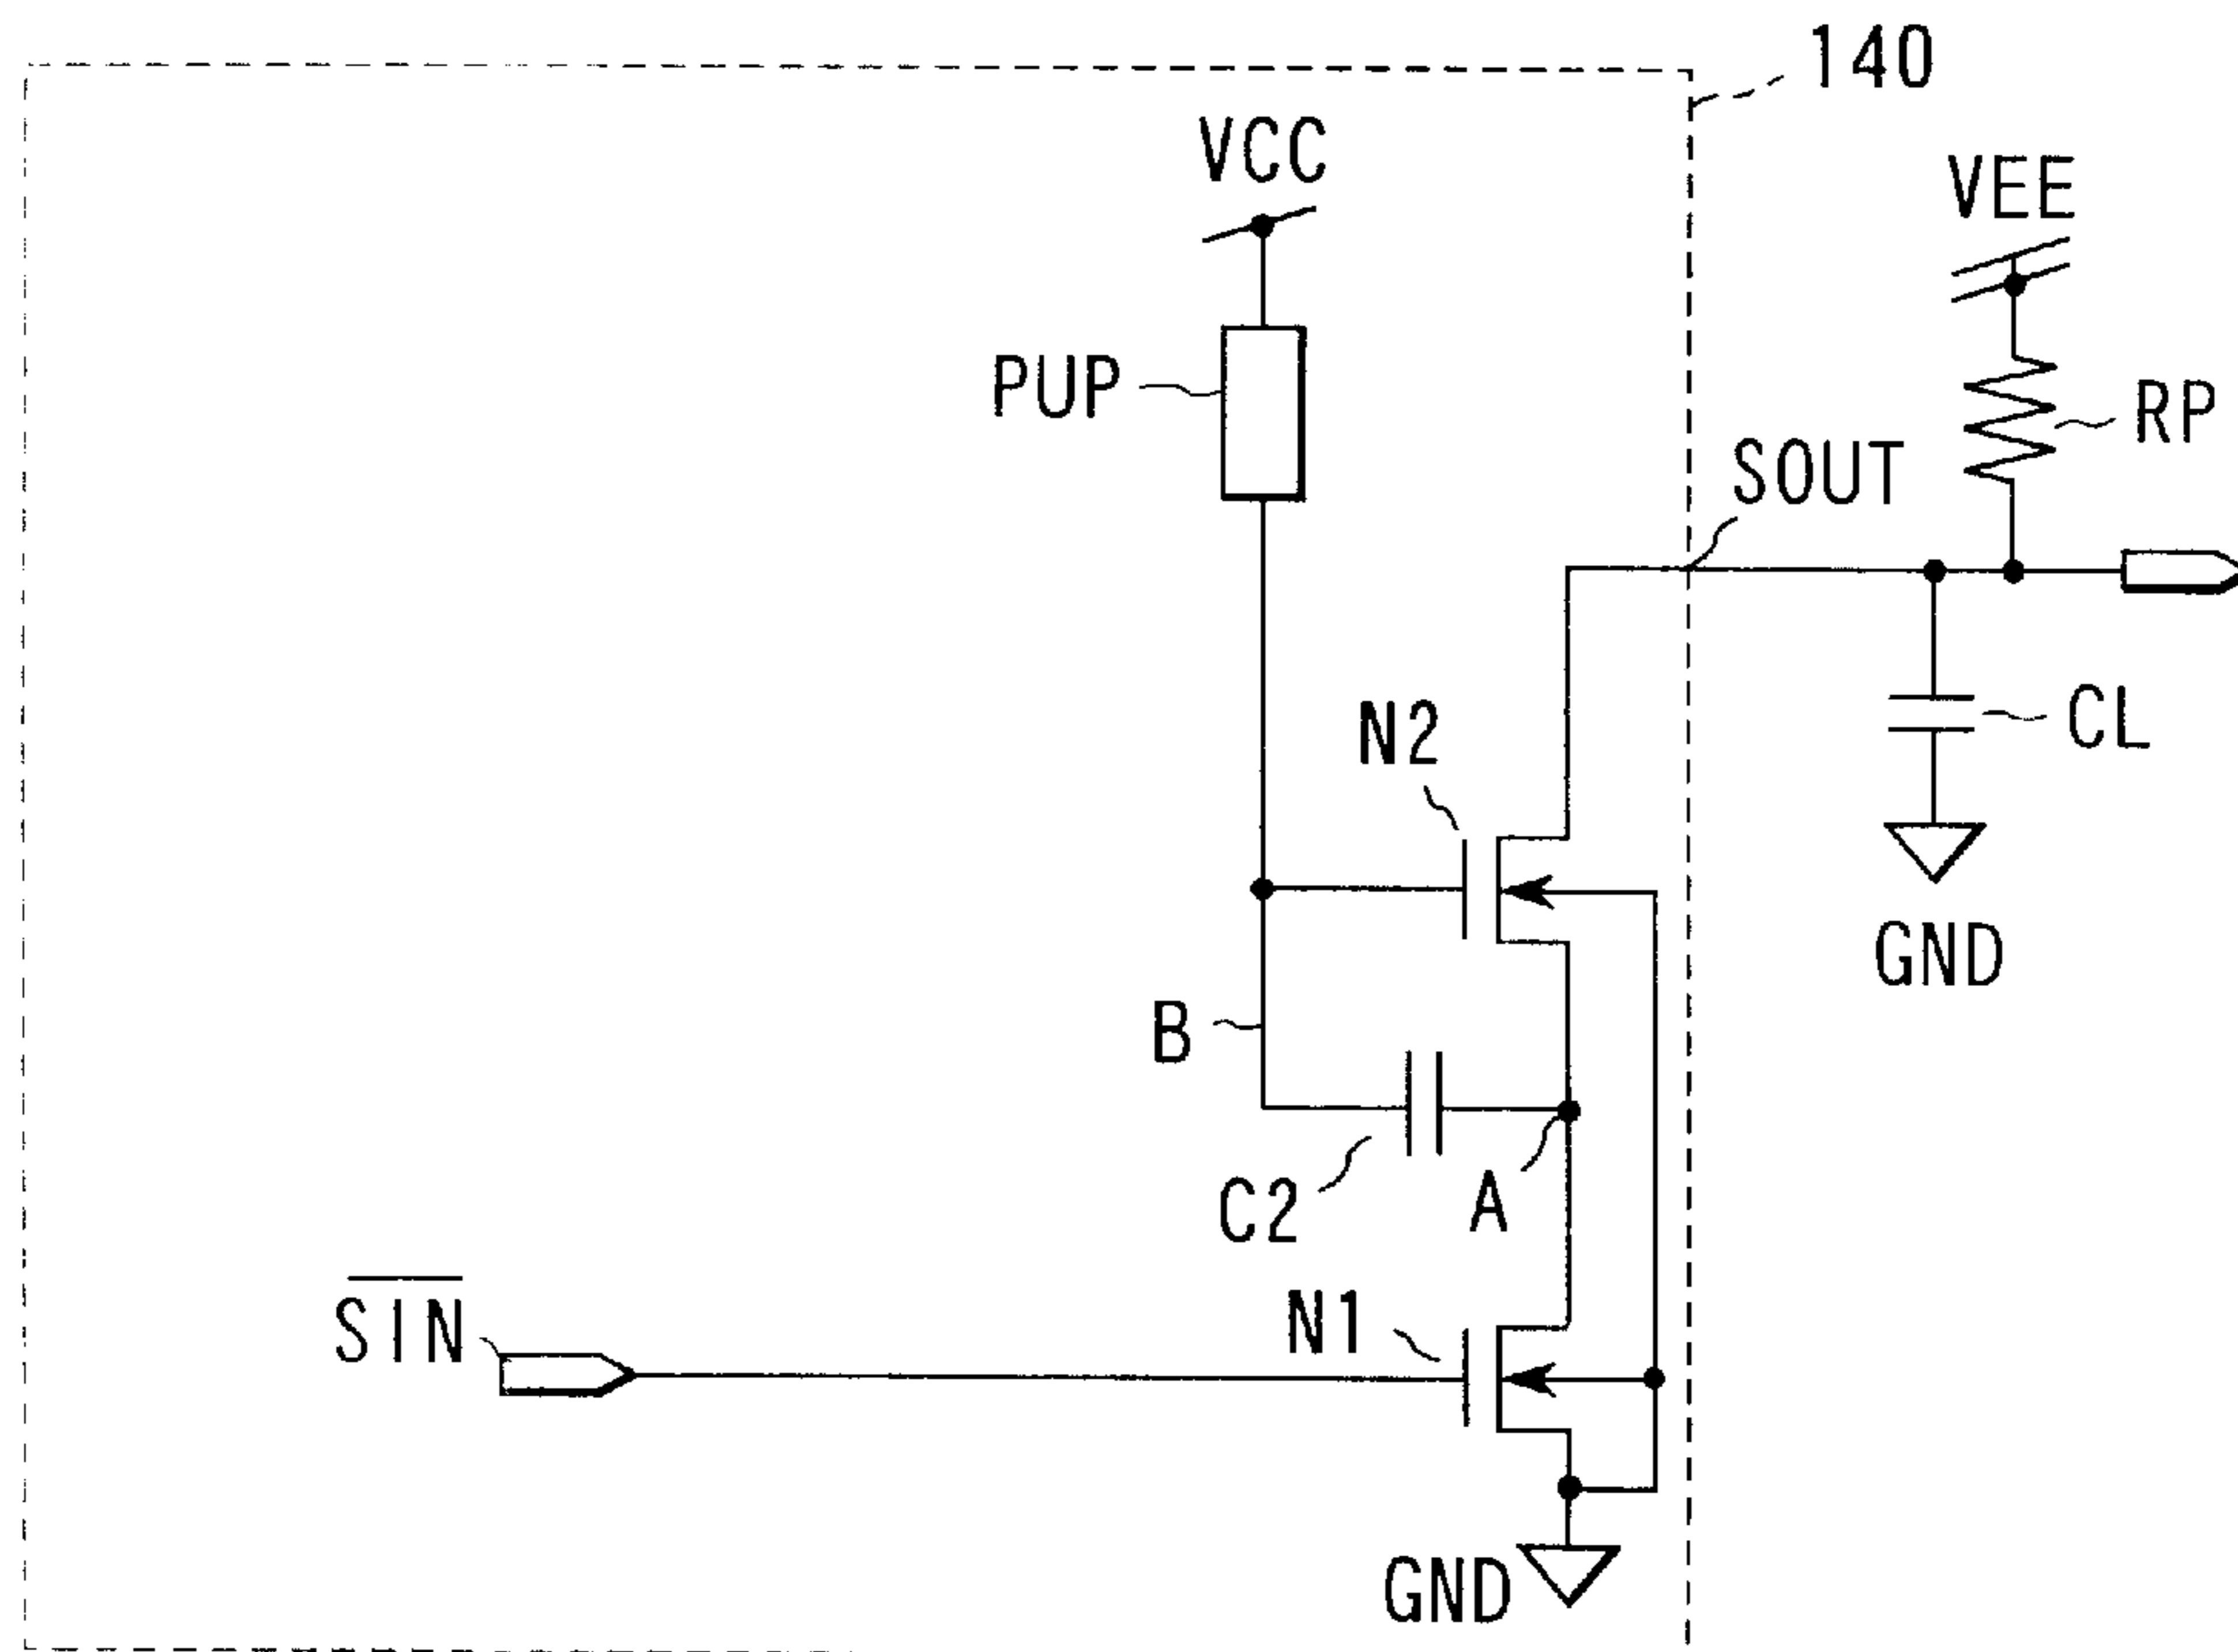 140
VCC
VEE
PUP
RP
SOUT
N2
CL
GND
B
C2
A
S̅I̅N̅
N1
GND